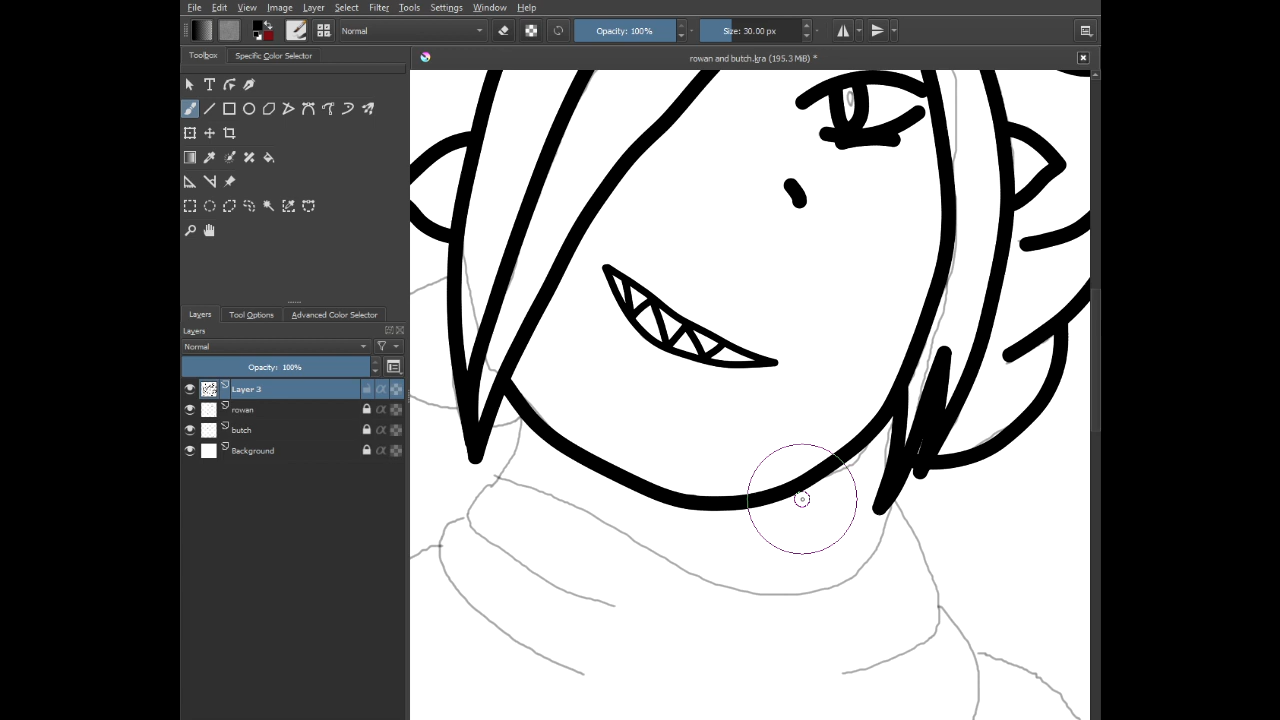 File Edit View Image Layer Select Filter Tools Settings Window Help
Normal Opacity: 100% Size: 30.00 px
Toolbox Specific Color Selector rowan and butch.kra (195.3 MiB) *
Layers Tool Options Advanced Color Selector
Layers
Normal
Opacity: 100%
Layer 3
rowan
butch
Background